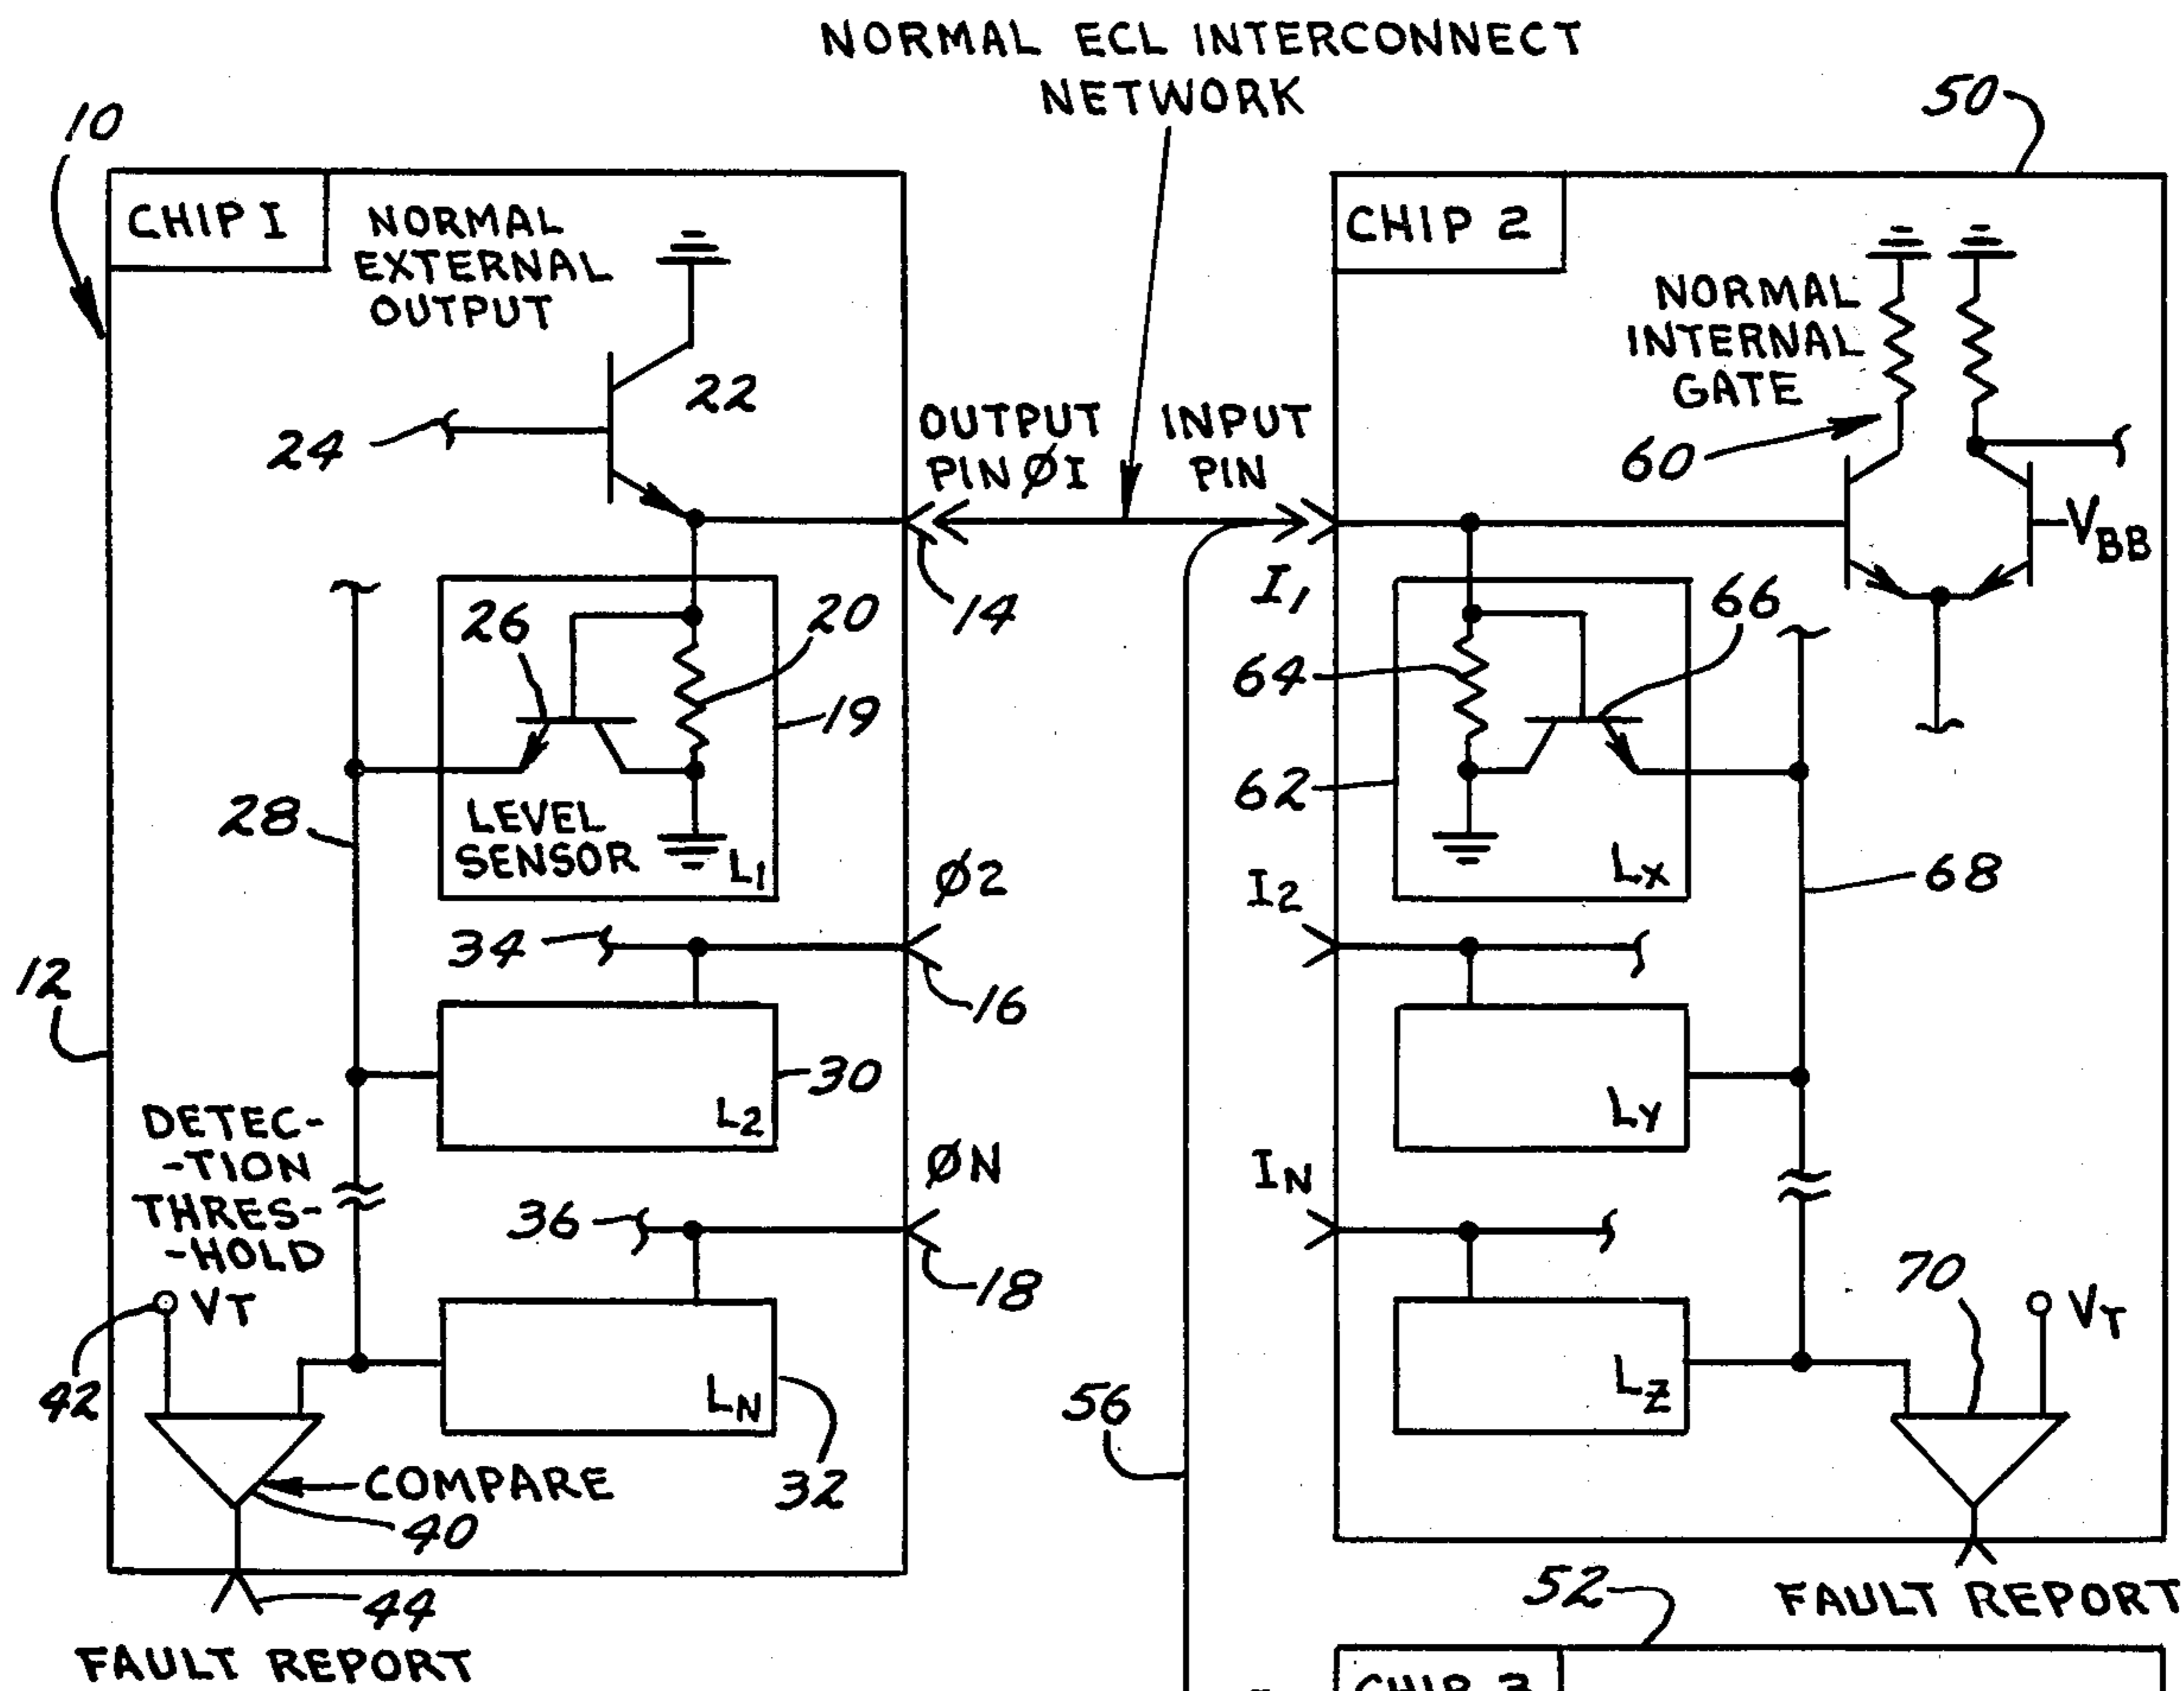 NORMAL ECL INTERCONNECT
NETWORK
10
50
CHIP 1
NORMAL
EXTERNAL
OUTPUT
CHIP 2
NORMAL
INTERNAL
GATE
22
24
OUTPUT
PIN Ø1
INPUT
PIN
60
VBB
26
20
14
I1
66
64
19
62
28
LEVEL
SENSOR
L1
LX
68
Ø2
I2
34
12
16
30
L2
LY
DETEC-
-TION
THRES-
-HOLD
ØN
IN
36
18
70
VT
VT
42
LN
LZ
56
COMPARE
32
40
44
52
FAULT REPORT
FAULT REPORT
CHIP 3